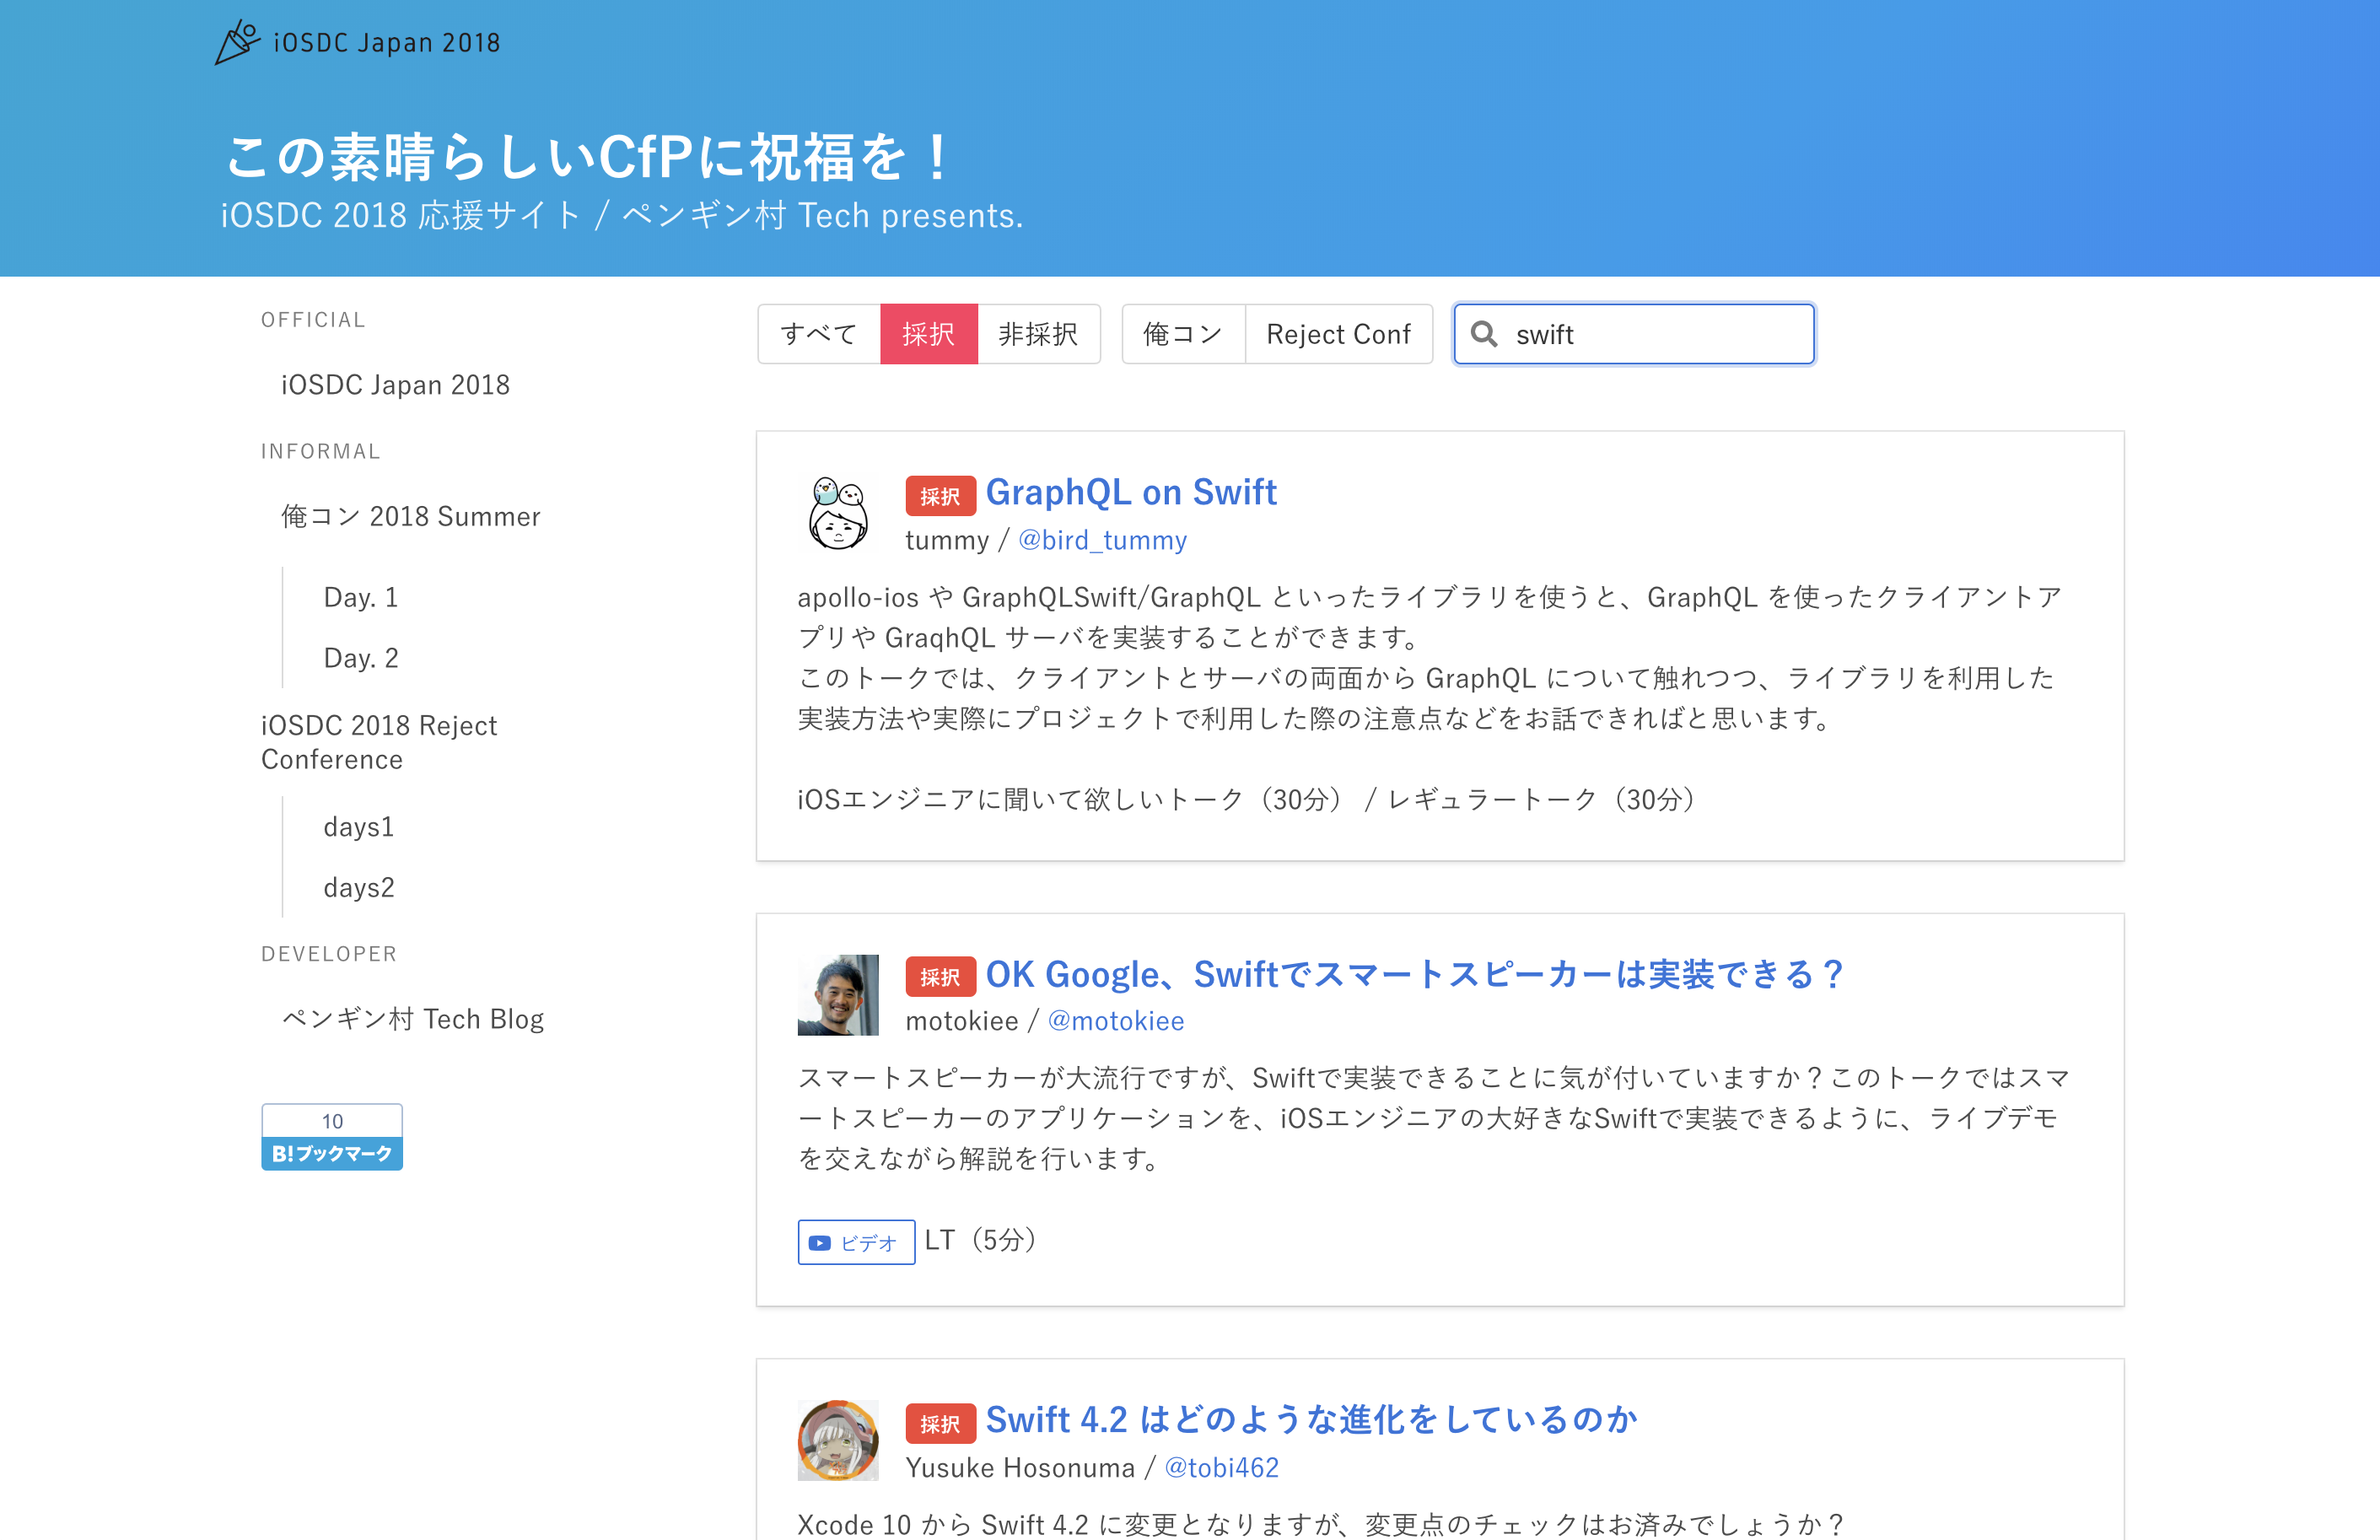 iOSDC Japan 2018
この素晴らしいCfPに祝福を！
iOSDC 2018 応援サイト / ペンギン村 Tech presents.
OFFICIAL
iOSDC Japan 2018
INFORMAL
俺コン 2018 Summer
Day. 1
Day. 2
iOSDC 2018 Reject
Conference
days1
days2
DEVELOPER
ペンギン村 Tech Blog
10
B!ブックマーク
すべて 採択 非採択 俺コン Reject Conf swift
採択 GraphQL on Swift
tummy / @bird_tummy
apollo-ios や GraphQLSwift/GraphQL といったライブラリを使うと、GraphQL を使ったクライアントア
プリや GraqhQL サーバを実装することができます。
このトークでは、クライアントとサーバの両面から GraphQL について触れつつ、ライブラリを利用した
実装方法や実際にプロジェクトで利用した際の注意点などをお話できればと思います。
iOSエンジニアに聞いて欲しいトーク（30分） / レギュラートーク（30分）
採択 OK Google、Swiftでスマートスピーカーは実装できる？
motokiee / @motokiee
スマートスピーカーが大流行ですが、Swiftで実装できることに気が付いていますか？このトークではスマ
ートスピーカーのアプリケーションを、iOSエンジニアの大好きなSwiftで実装できるように、ライブデモ
を交えながら解説を行います。
ビデオ LT（5分）
採択 Swift 4.2 はどのような進化をしているのか
Yusuke Hosonuma / @tobi462
Xcode 10 から Swift 4.2 に変更となりますが、変更点のチェックはお済みでしょうか？